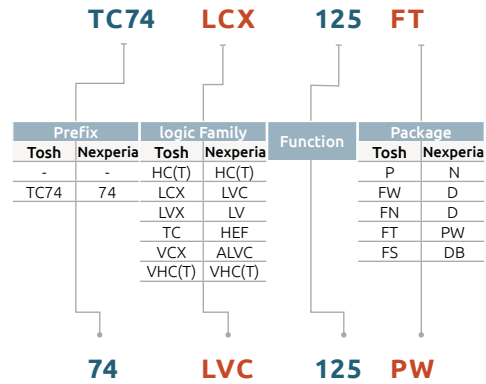 TC74 LCX 125 FT
Prefix logic Family Function Package
Tosh Nexperia Tosh Nexperia Tosh Nexperia
- - HC(T) HC(T) P N
TC74 74 LCX LVC FW D
LVX LV FN D
TC HEF FT PW
VCX ALVC FS DB
VHC(T) VHC(T)
74 LVC 125 PW